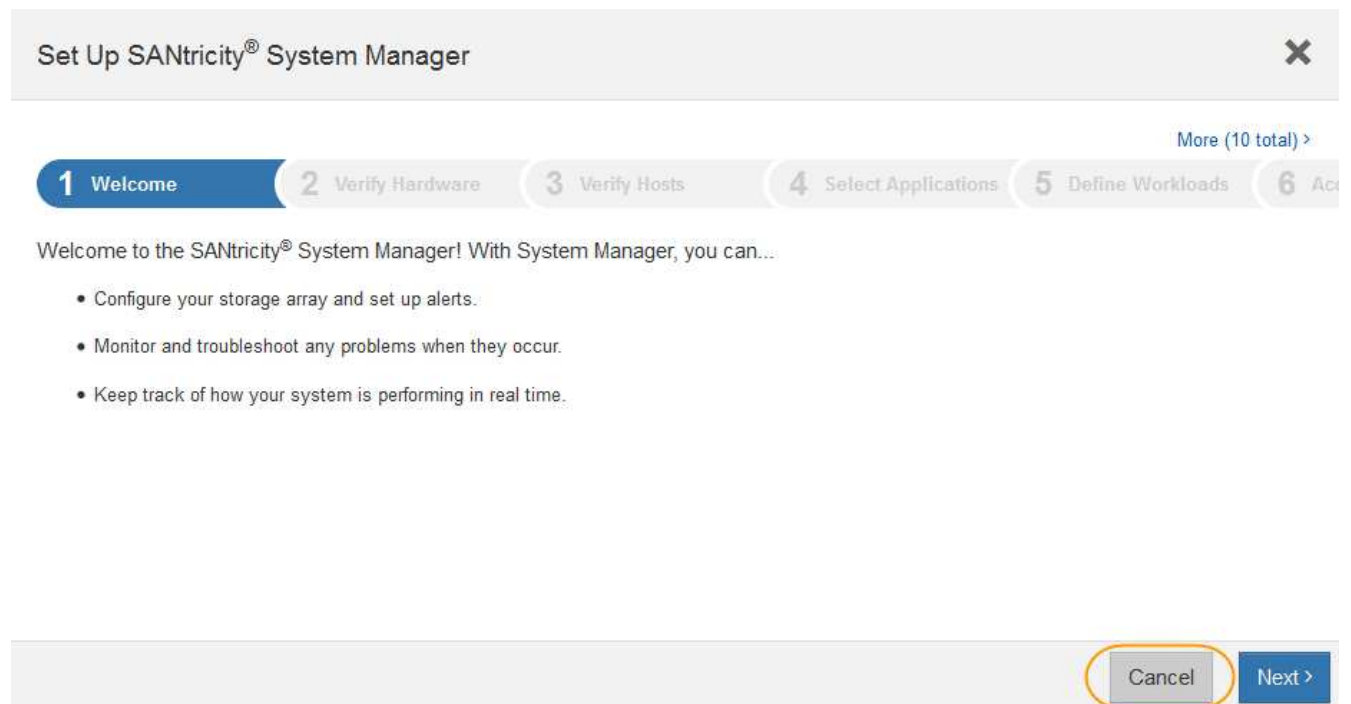 Set Up SANtricity® System Manager
More (10 total) >
1 Welcome 2 Verify Hardware 3 Verify Hosts 4 Select Applications 5 Define Workloads 6 Acc
Welcome to the SANtricity® System Manager! With System Manager, you can...
• Configure your storage array and set up alerts.
• Monitor and troubleshoot any problems when they occur.
• Keep track of how your system is performing in real time.
Cancel Next >